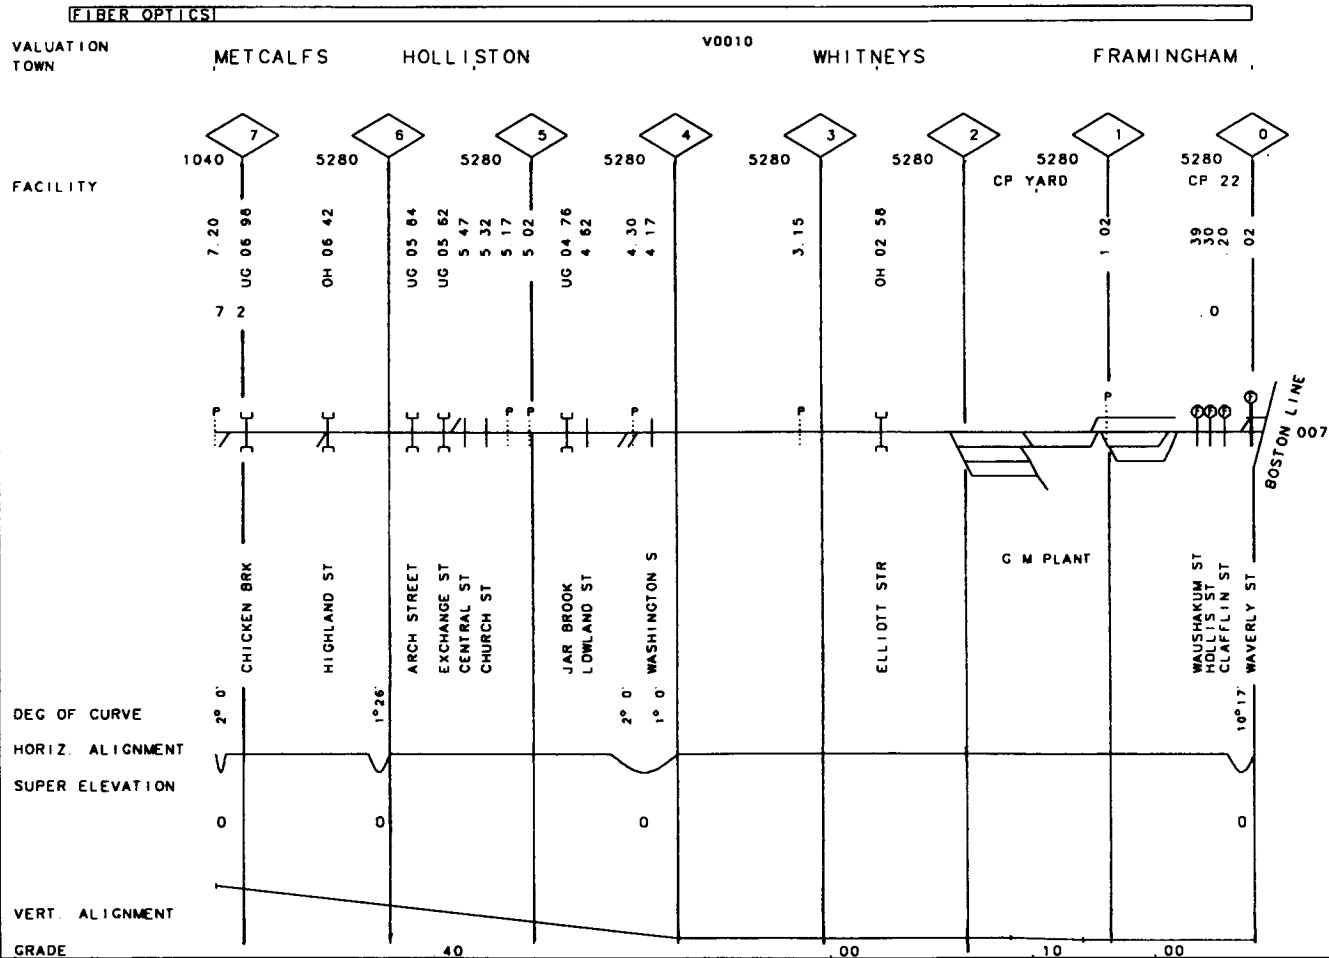 FIBER OPTICS
VALUATION V0010
TOWN METCALFS HOLLISTON WHITNEYS FRAMINGHAM
7 6 5 4 3 2 1 0
1040 5280 5280 5280 5280 5280 5280 5280
FACILITY CP YARD CP 22
7.20 UG 06 98 OH 06 42 UG 05 84 UG 05 62 5 47 5 32 5.17 5 02 UG 04 76 4 62 4.30 4 17 3.15 OH 02 58 1 02 39 30 .20 02
7 2 . 0
P P P P P P
BOSTON LINE 007
G M PLANT
CHICKEN BRK
HIGHLAND ST
ARCH STREET
EXCHANGE ST
CENTRAL ST
CHURCH ST
JAR BROOK
LOWLAND ST
WASHINGTON S
ELLIOTT STR
WAUSHAKUM ST
HOLLIS ST
CLAFFLIN ST
WAVERLY ST
DEG OF CURVE 2° 0' 1°26' 2° 0' 1° 0' 10°17'
HORIZ. ALIGNMENT
SUPER ELEVATION
0 0 0 0
VERT. ALIGNMENT
GRADE .40 .00 .10 .00